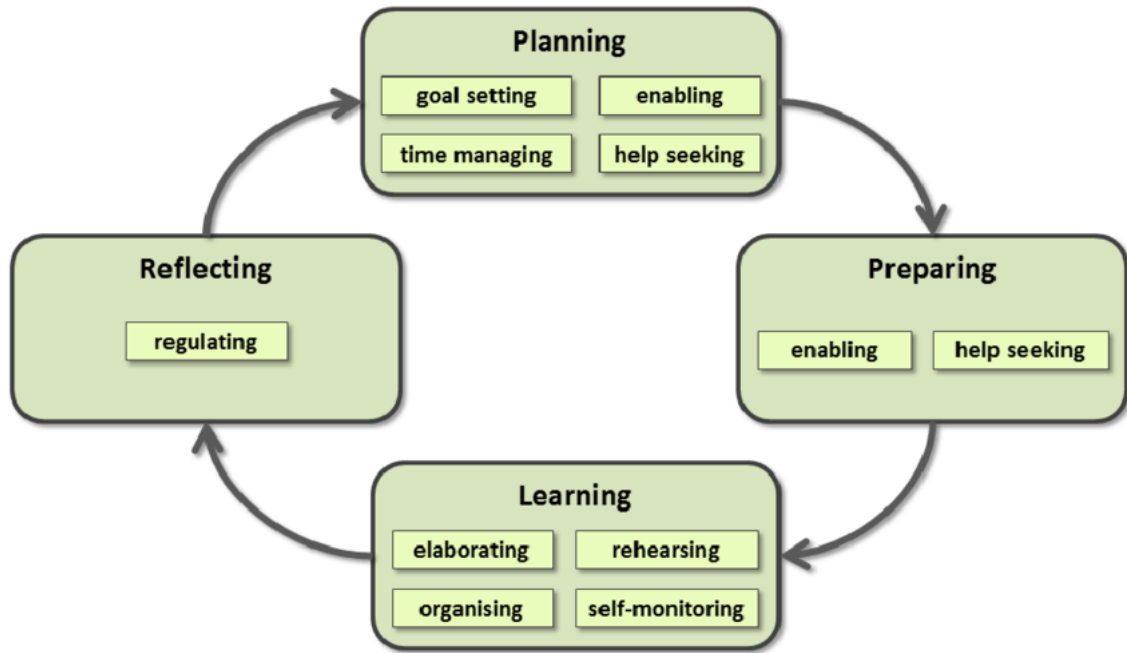 Planning
goal setting
enabling
time managing
help seeking
Reflecting
regulating
Preparing
enabling
help seeking
Learning
elaborating
rehearsing
organising
self-monitoring